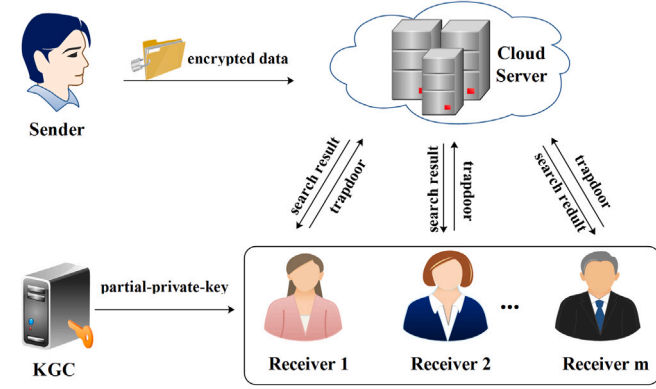 encrypted data
Cloud
Server
Sender
search result
trapdoor
search result
trapdoor
trapdoor
search redult
partial-private-key
...
KGC
Receiver 1
Receiver 2
Receiver m